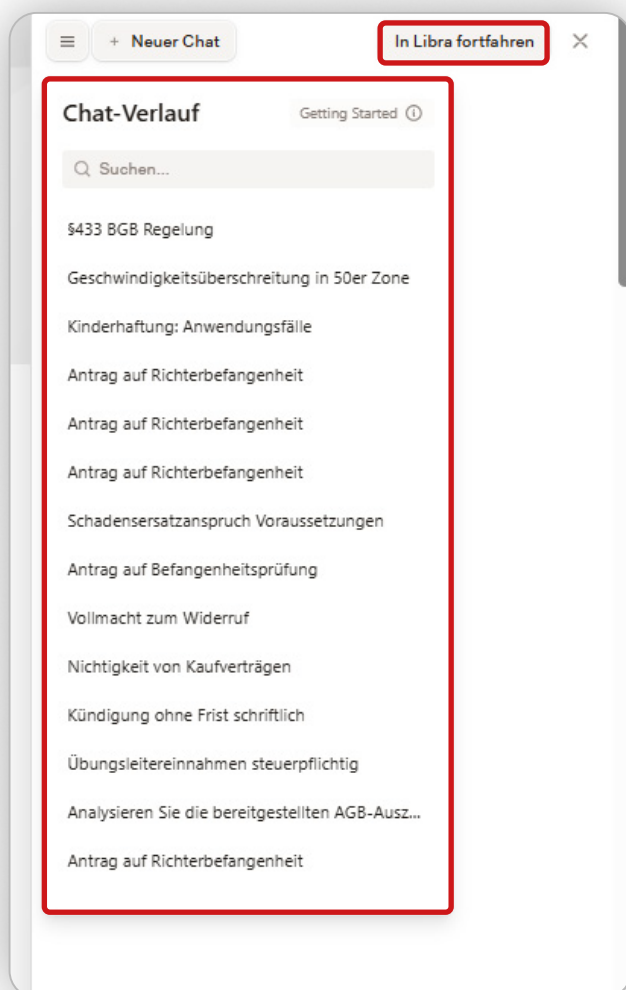 + Neuer Chat
In Libra fortfahren
Chat-Verlauf
Getting Started
Suchen...
§433 BGB Regelung
Geschwindigkeitsüberschreitung in 50er Zone
Kinderhaftung: Anwendungsfälle
Antrag auf Richterbefangenheit
Antrag auf Richterbefangenheit
Antrag auf Richterbefangenheit
Schadensersatzanspruch Voraussetzungen
Antrag auf Befangenheitsprüfung
Vollmacht zum Widerruf
Nichtigkeit von Kaufverträgen
Kündigung ohne Frist schriftlich
Übungsleitereinnahmen steuerpflichtig
Analysieren Sie die bereitgestellten AGB-Ausz...
Antrag auf Richterbefangenheit